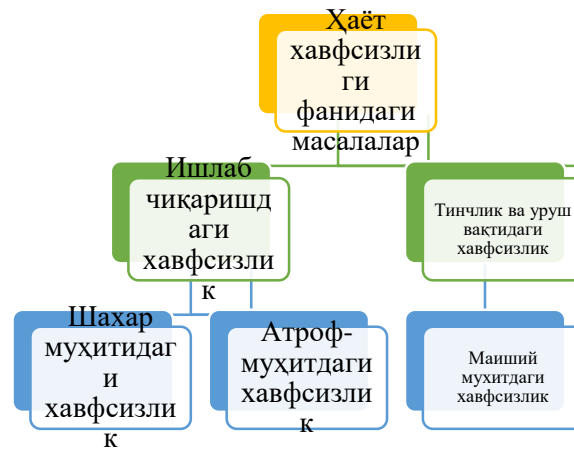 Ҳаёт
хавфсизли
ги
фанидаги
масалалар
Ишлаб
чиқаришд
аги
хавфсизли
к
Тинчлик ва уруш
вақтидаги
хавфсизлик
Шахар
муҳитидаг
и
хавфсизли
к
Атроф-
муҳитдаги
хавфсизли
к
Маиший
мухитдаги
хавфсизлик